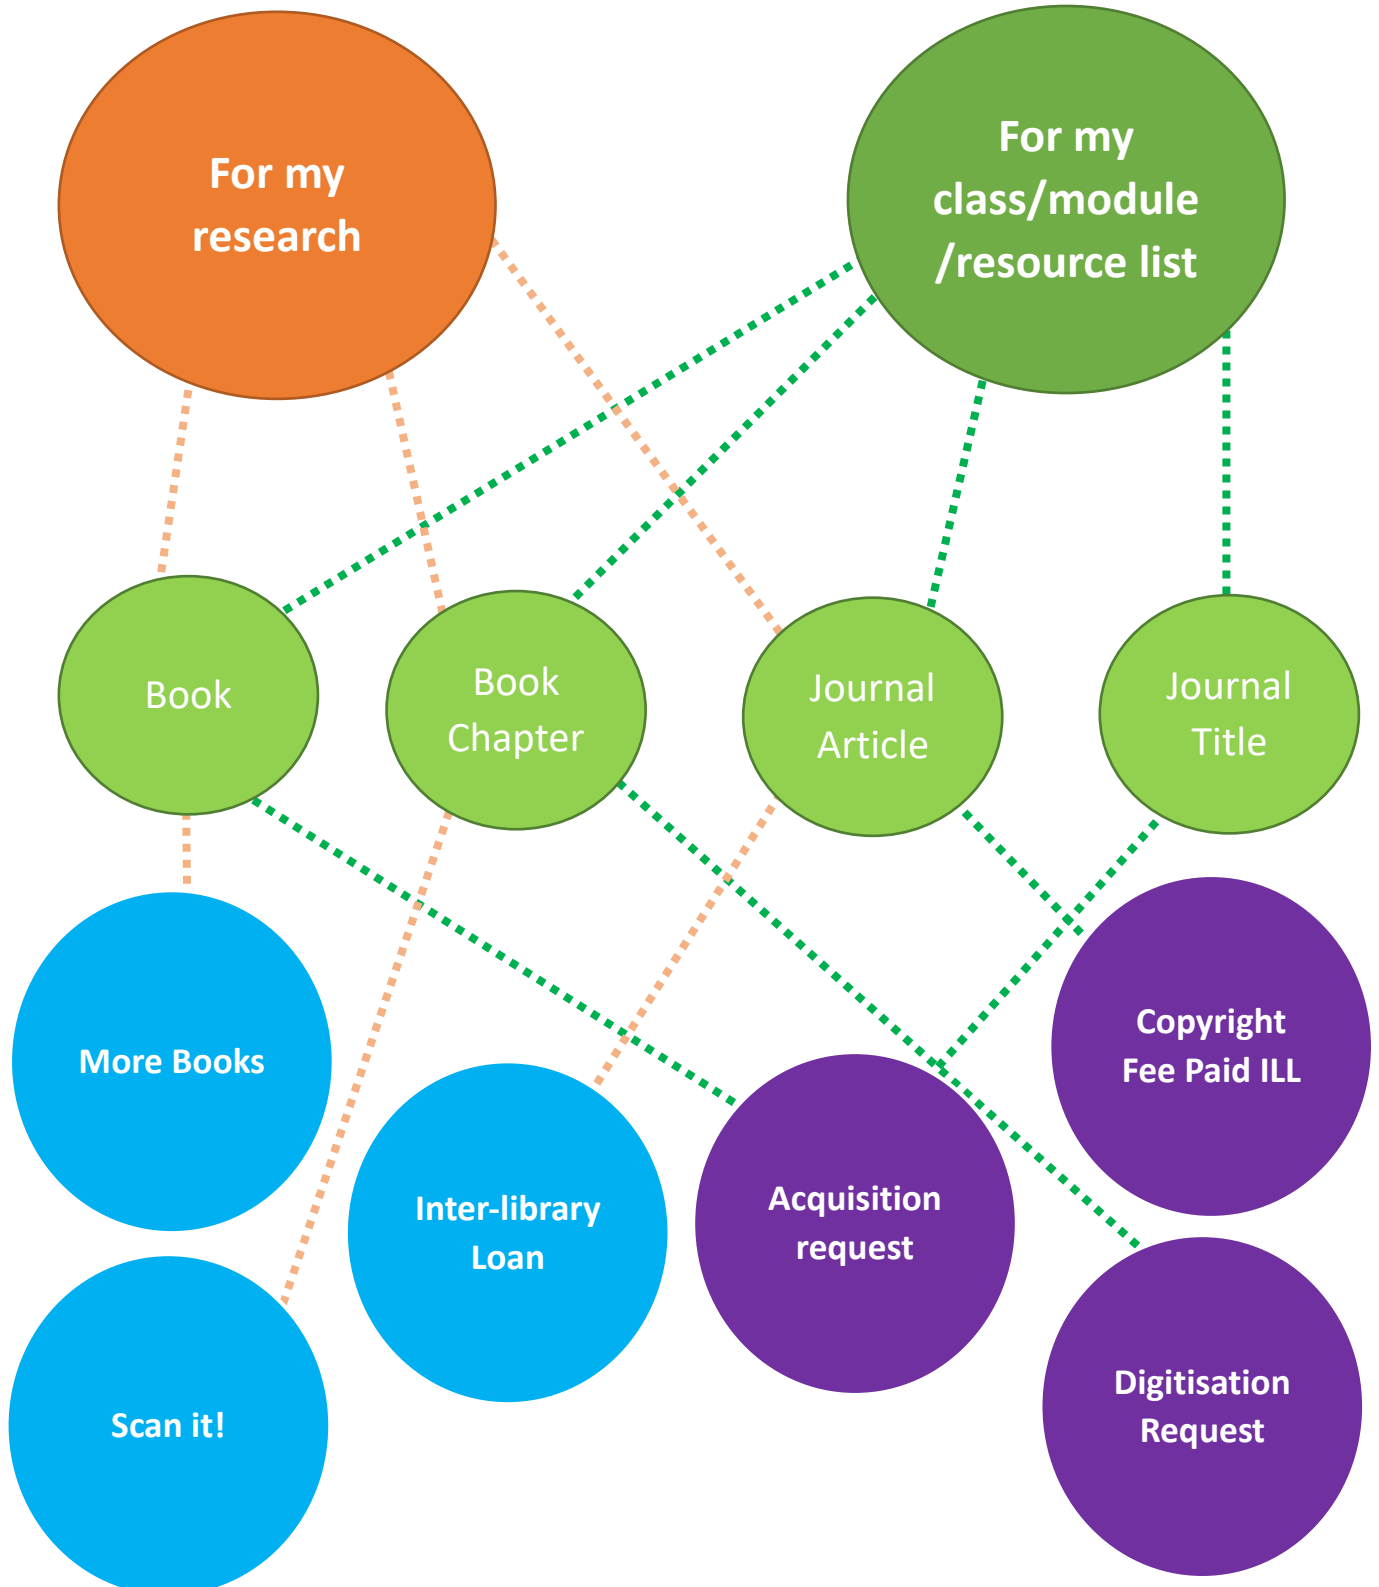 For my
research
For my
class/module
/resource list
Book
Book
Chapter
Journal
Article
Journal
Title
More Books
Inter-library
Loan
Acquisition
request
Copyright
Fee Paid ILL
Scan it!
Digitisation
Request